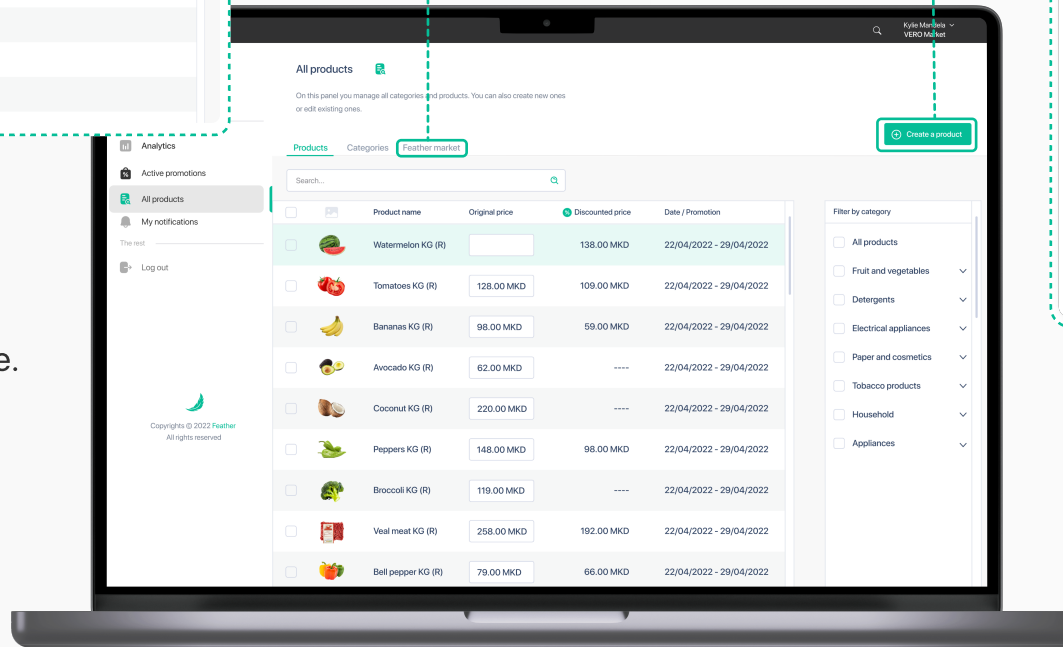 Kylie Mandela
VERO Market
All products
On this panel you manage all categories and products. You can also create new ones
or edit existing ones.
Create a product
Analytics
Active promotions
All products
My notifications
The rest
Log out
Products Categories Feather market
Search...
Product name Original price % Discounted price Date / Promotion
Watermelon KG (R) 138.00 MKD 22/04/2022 - 29/04/2022
Tomatoes KG (R) 128.00 MKD 109.00 MKD 22/04/2022 - 29/04/2022
Bananas KG (R) 98.00 MKD 59.00 MKD 22/04/2022 - 29/04/2022
Avocado KG (R) 62.00 MKD ---- 22/04/2022 - 29/04/2022
Coconut KG (R) 220.00 MKD ---- 22/04/2022 - 29/04/2022
Peppers KG (R) 148.00 MKD 98.00 MKD 22/04/2022 - 29/04/2022
Broccoli KG (R) 119.00 MKD ---- 22/04/2022 - 29/04/2022
Veal meat KG (R) 258.00 MKD 192.00 MKD 22/04/2022 - 29/04/2022
Bell pepper KG (R) 79.00 MKD 66.00 MKD 22/04/2022 - 29/04/2022
Filter by category
All products
Fruit and vegetables
Detergents
Electrical appliances
Paper and cosmetics
Tobacco products
Household
Appliances
e.
Copyrights © 2022 Feather
All rights reserved